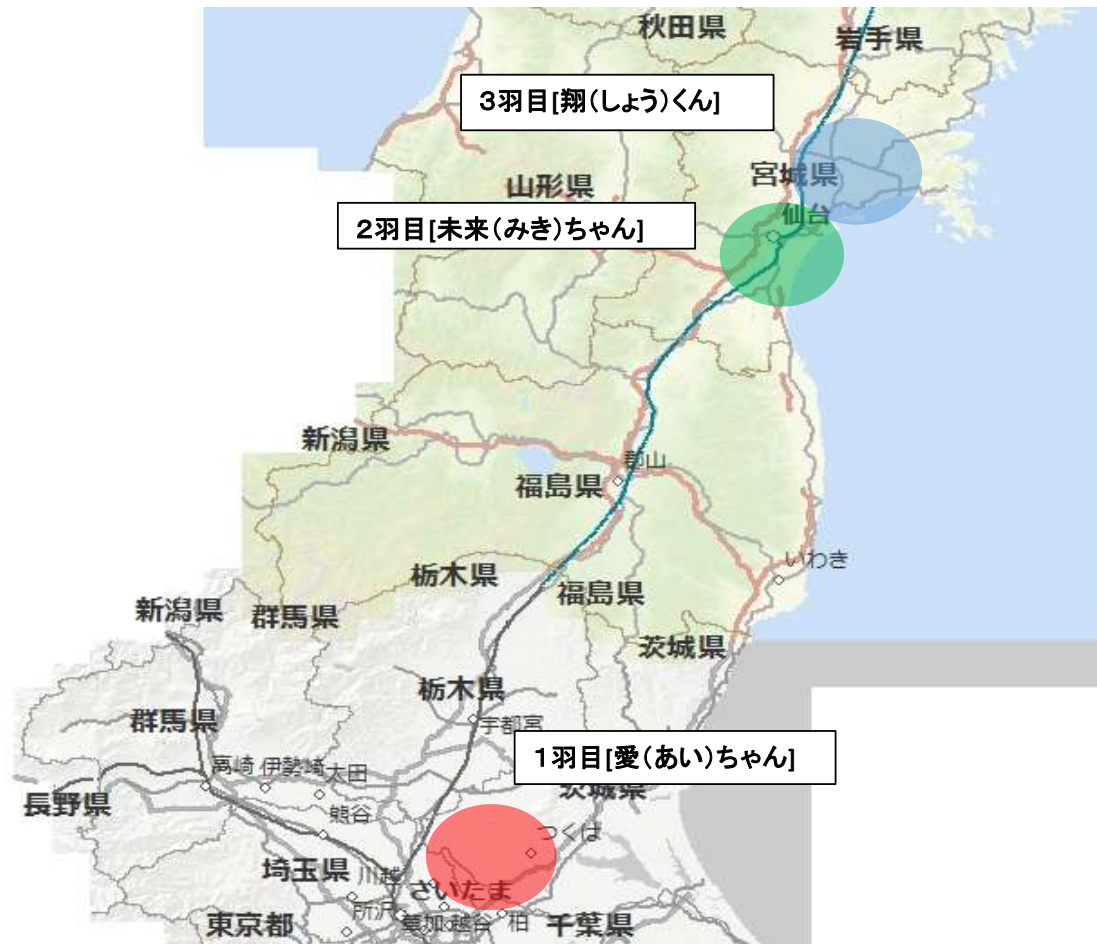 秋田県
岩手県
3羽目[翔(しょう)くん]
宮城県
山形県
仙台
2羽目[未来(みき)ちゃん]
新潟県
郡山
福島県
いわき
栃木県
福島県
新潟県
群馬県
茨城県
栃木県
群馬県
宇都宮
1羽目[愛(あい)ちゃん]
高崎 伊勢崎 太田
茨城県
長野県
熊谷
つくば
埼玉県
川越
さいたま
所沢
草加 越谷 柏
東京都
千葉県